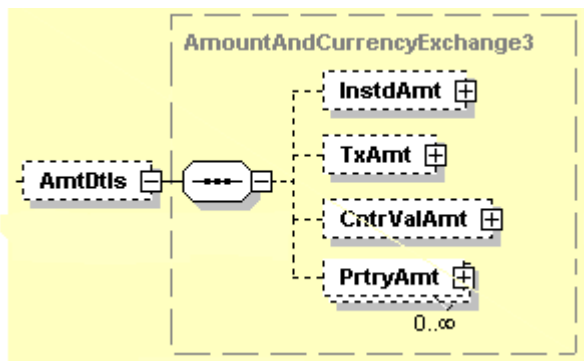 AmountAndCurrencyExchange3
InstdAmt
TxAmt
AmtDtls
CntrValAmt
PrtryAmt
0..∞